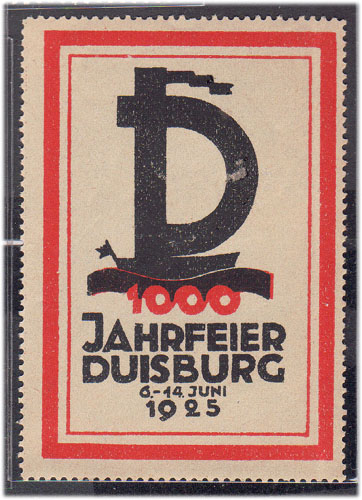 D
1000
JAHRFEIER
DUISBURG
6.-14. JUNI
1925